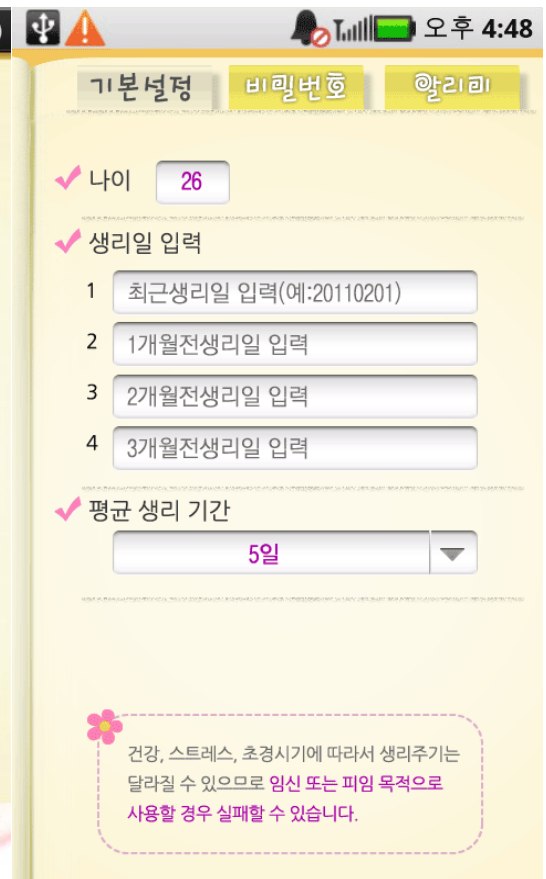 오후 4:48
기본설정 비밀번호 알리미
나이 26
생리일 입력
1 최근생리일 입력(예:20110201)
2 1개월전생리일 입력
3 2개월전생리일 입력
4 3개월전생리일 입력
평균 생리 기간
5일
건강, 스트레스, 초경시기에 따라서 생리주기는
달라질 수 있으므로 임신 또는 피임 목적으로
사용할 경우 실패할 수 있습니다.